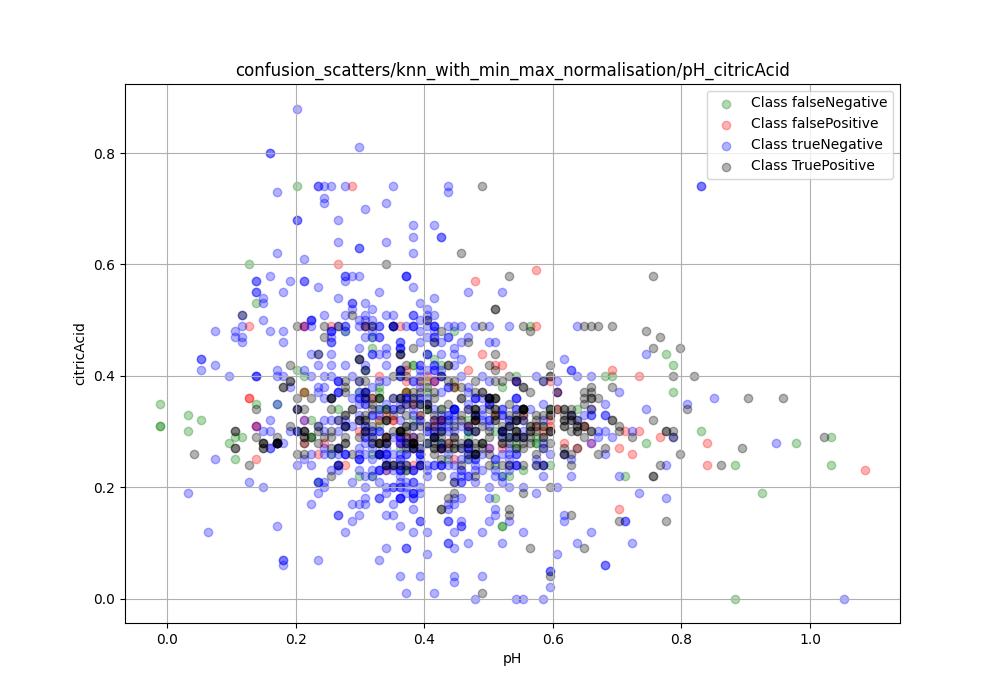 confusion_scatters/knn_with_min_max_normalisation/pH_citricAcid
Class falseNegative
Class falsePositive
Class trueNegative
Class TruePositive
citricAcid
0.8
0.6
0.4
0.2
0.0
0.0 0.2 0.4 0.6 0.8 1.0
pH